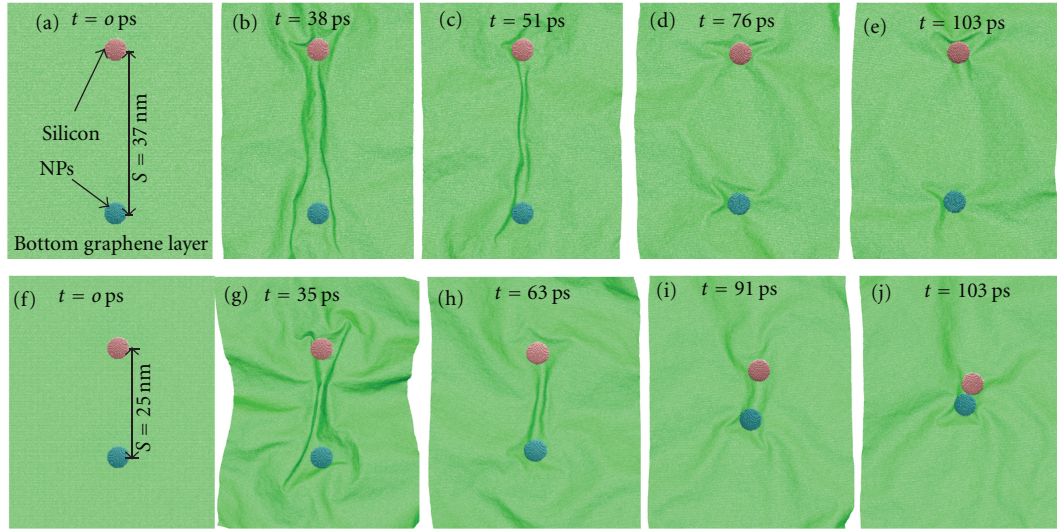 (a) t = o ps
Silicon
NPs
S = 37 nm
Bottom graphene layer
(b) t = 38 ps
(c) t = 51 ps
(d) t = 76 ps
(e) t = 103 ps
(f) t = o ps
S = 25 nm
(g) t = 35 ps
(h) t = 63 ps
(i) t = 91 ps
(j) t = 103 ps